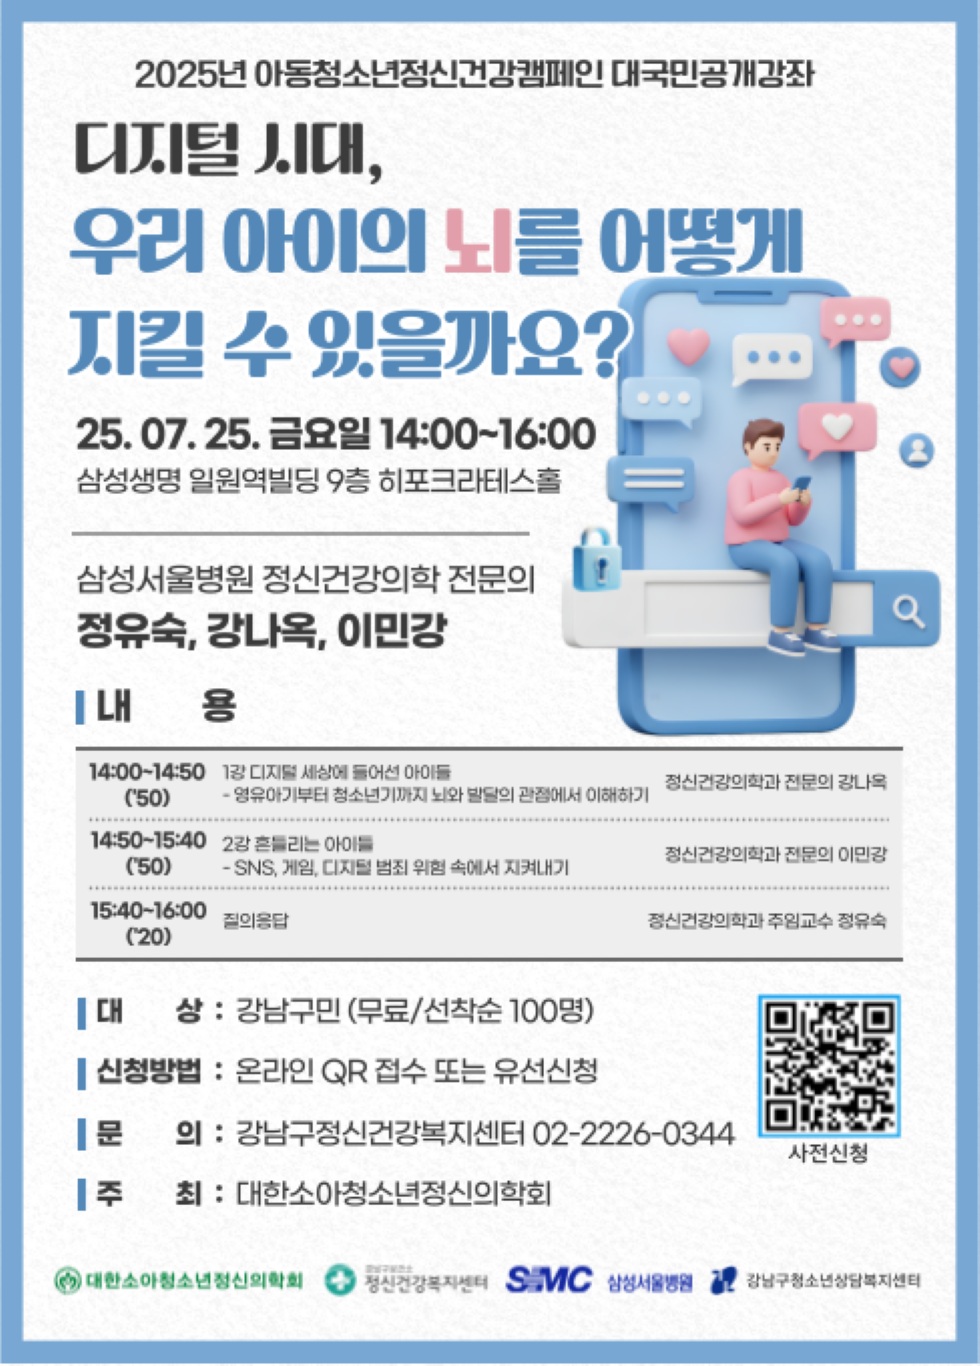 2025년 아동청소년정신건강캠페인 대국민공개강좌
디지털 시대,
우리 아이의 뇌를 어떻게
지킬 수 있을까요?
25. 07. 25. 금요일 14:00~16:00
삼성생명 일원역빌딩 9층 히포크라테스홀
삼성서울병원 정신건강의학 전문의
정유숙, 강나옥, 이민강
내 용
14:00~14:50 1강 디지털 세상에 들어선 아이들 정신건강의학과 전문의 강나옥
('50) - 영유아기부터 청소년기까지 뇌와 발달의 관점에서 이해하기
14:50~15:40 2강 흔들리는 아이들 정신건강의학과 전문의 이민강
('50) - SNS, 게임, 디지털 범죄 위험 속에서 지켜내기
15:40~16:00 질의응답 정신건강의학과 주임교수 정유숙
('20)
대 상 : 강남구민 (무료/선착순 100명)
신청방법 : 온라인 QR 접수 또는 유선신청
문 의 : 강남구정신건강복지센터 02-2226-0344
주 최 : 대한소아청소년정신의학회
사전신청
대한소아청소년정신의학회 강남구보건소 정신건강복지센터 SMC 삼성서울병원 강남구청소년상담복지센터